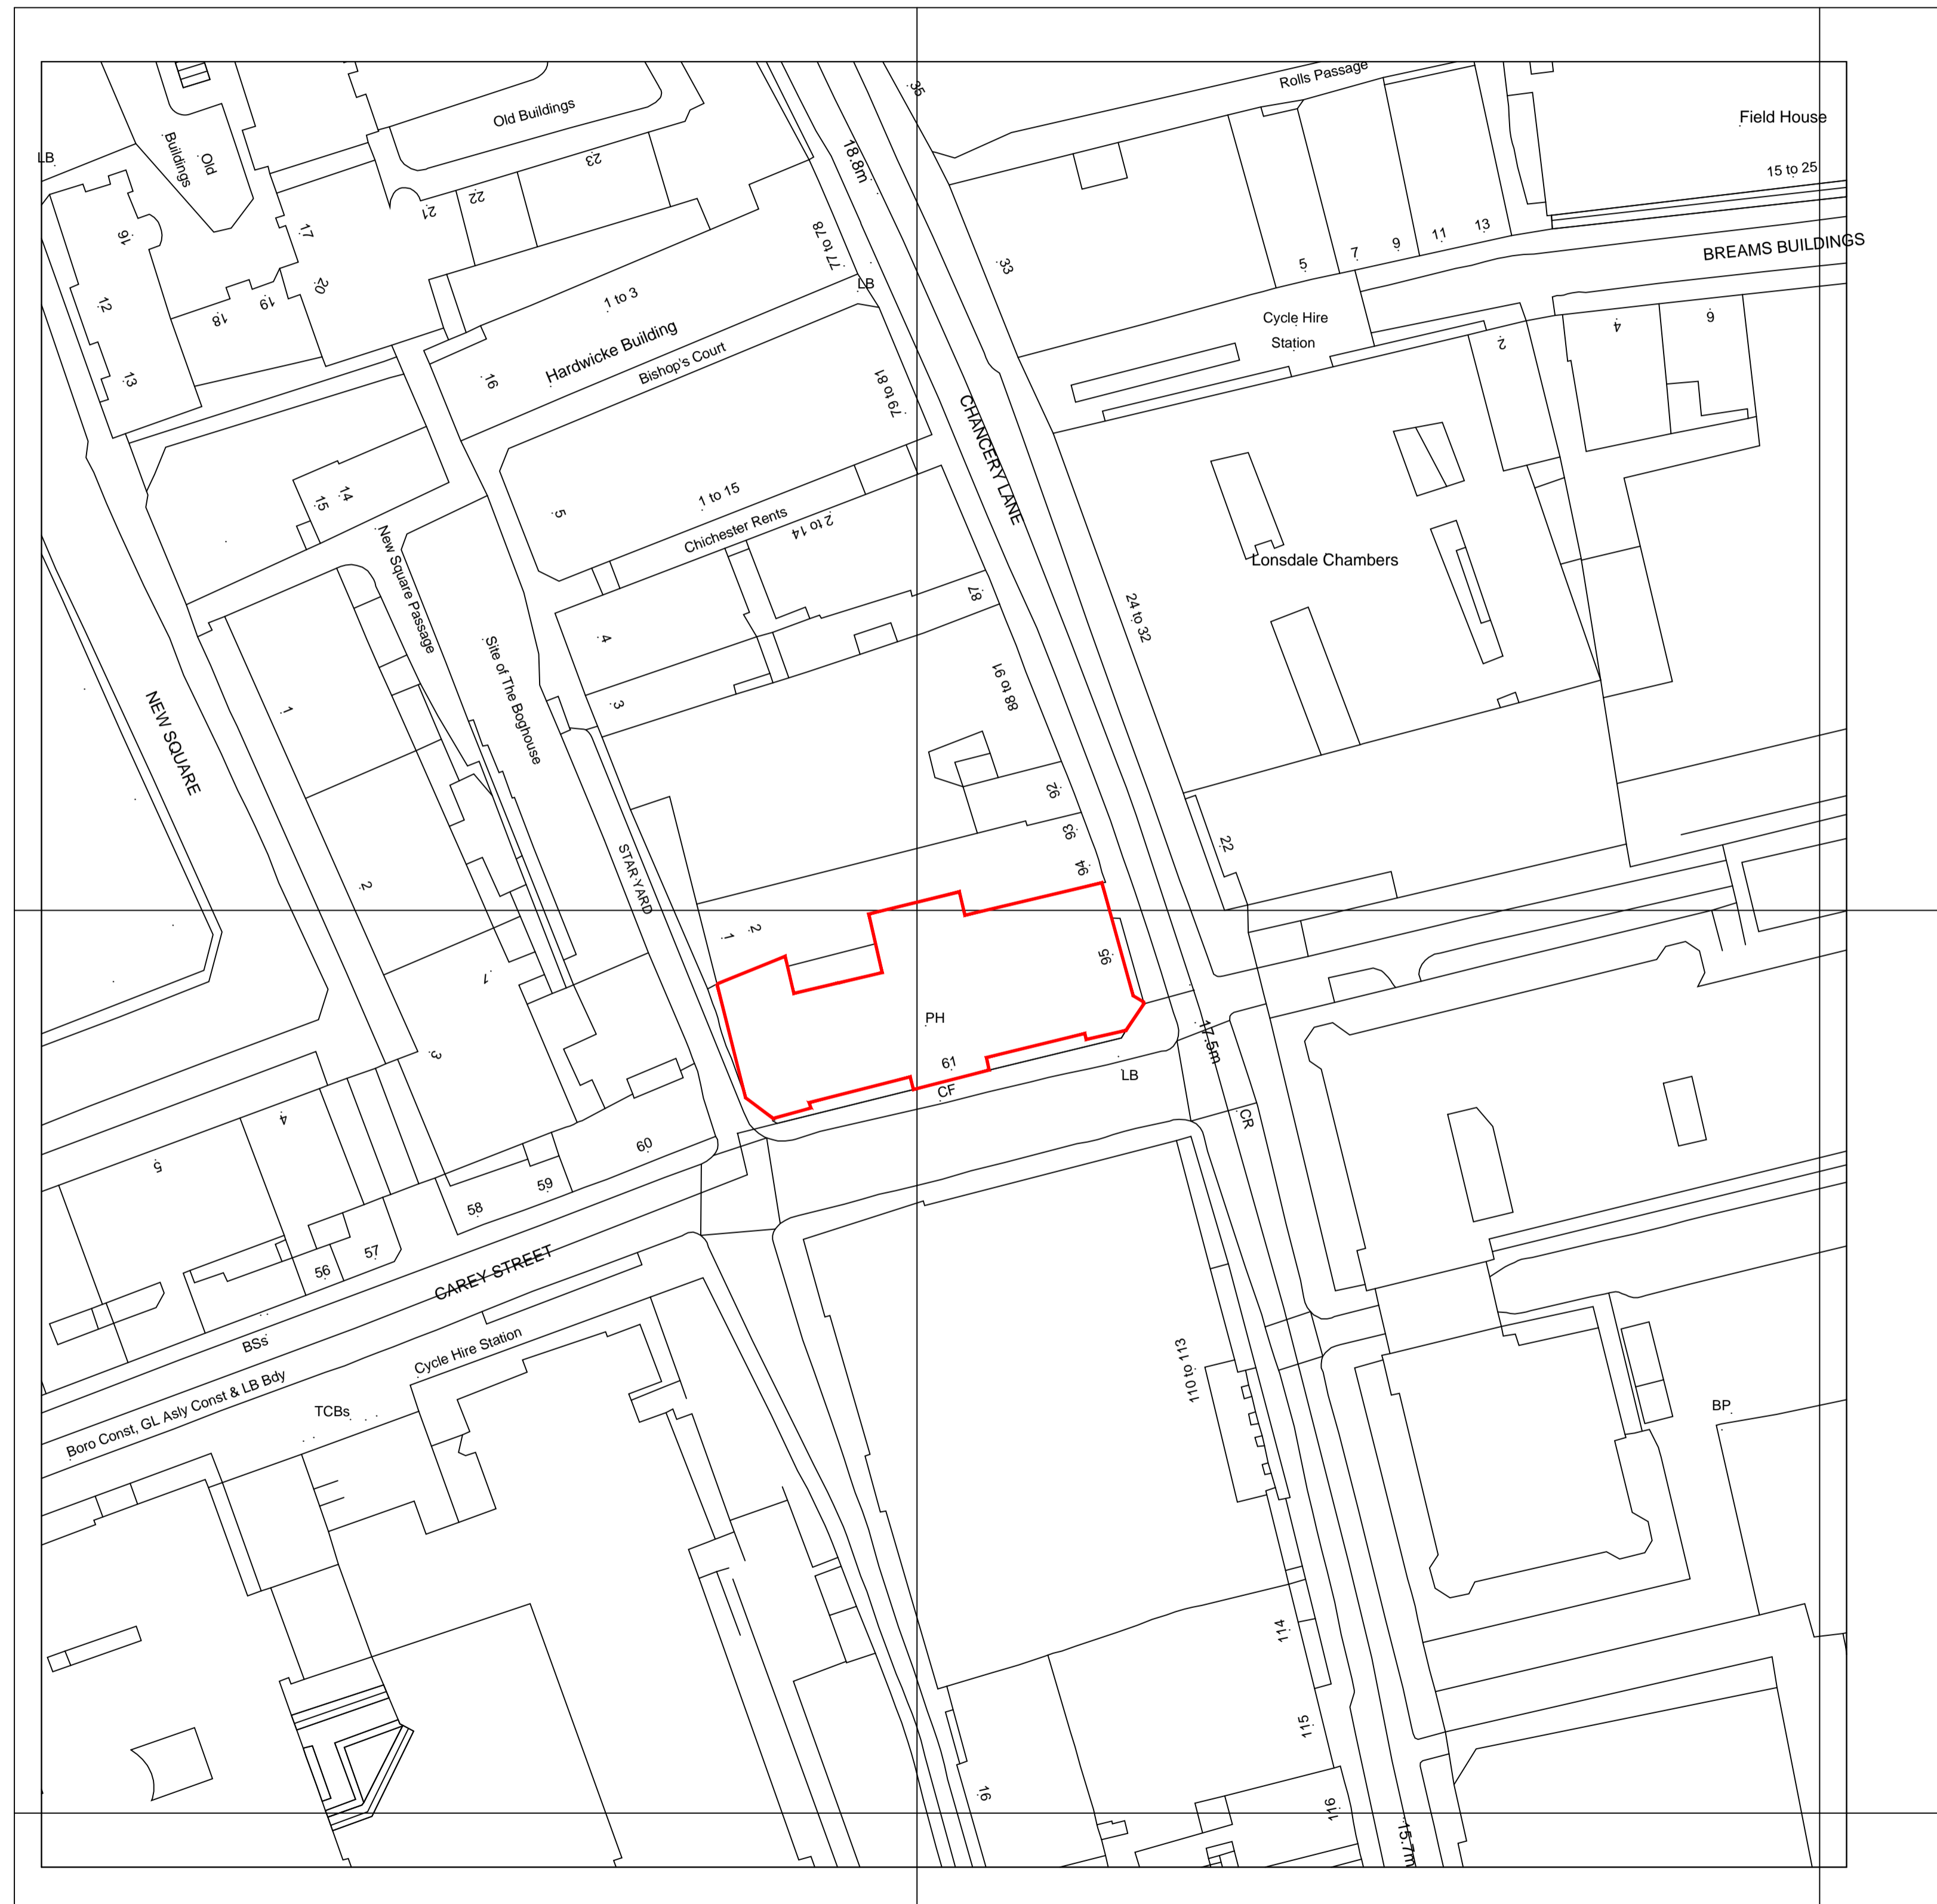 35
Rolls Passage
Old Buildings
Field House
LB
Old
Buildings
18.8m
23
15 to 25
22
21
16
17
77 to 78
33
5
7
9
11
13
BREAMS BUILDINGS
12
18
19
20
LB
1 to 3
Cycle Hire
Station
4
6
2
Hardwicke Building
Bishop's Court
13
16
79 to 81
CHANCERY LANE
15
14
5
1 to 15
Chichester Rents
2 to 14
New Square Passage
Lonsdale Chambers
87
24 to 32
4
Site of The Boghouse
3
88 to 91
NEW SQUARE
1
92
93
94
22
STAR YARD
2
1
2
95
7
PH
17.5m
3
61
LB
CF
CR
4
5
60
59
58
57
56
CAREY STREET
BSs
Cycle Hire Station
Boro Const, GL Asly Const & LB Bdy
TCBs
110 to 113
BP
114
115
16
116
15.7m